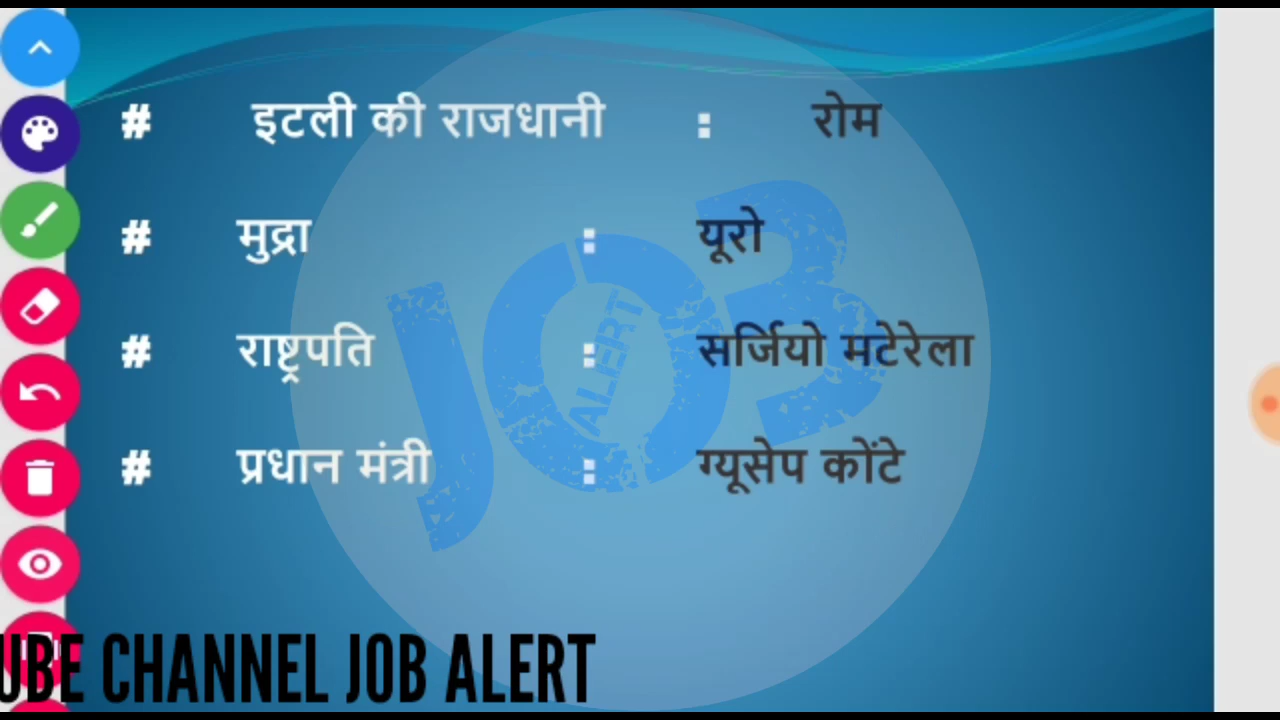 # इटली की राजधानी : रोम
# मुद्रा : यूरो
# राष्ट्रपति : सर्जियो मटेरेला
# प्रधान मंत्री : ग्यूसेप कोंटे
JOB
ALERT
UBE CHANNEL JOB ALERT